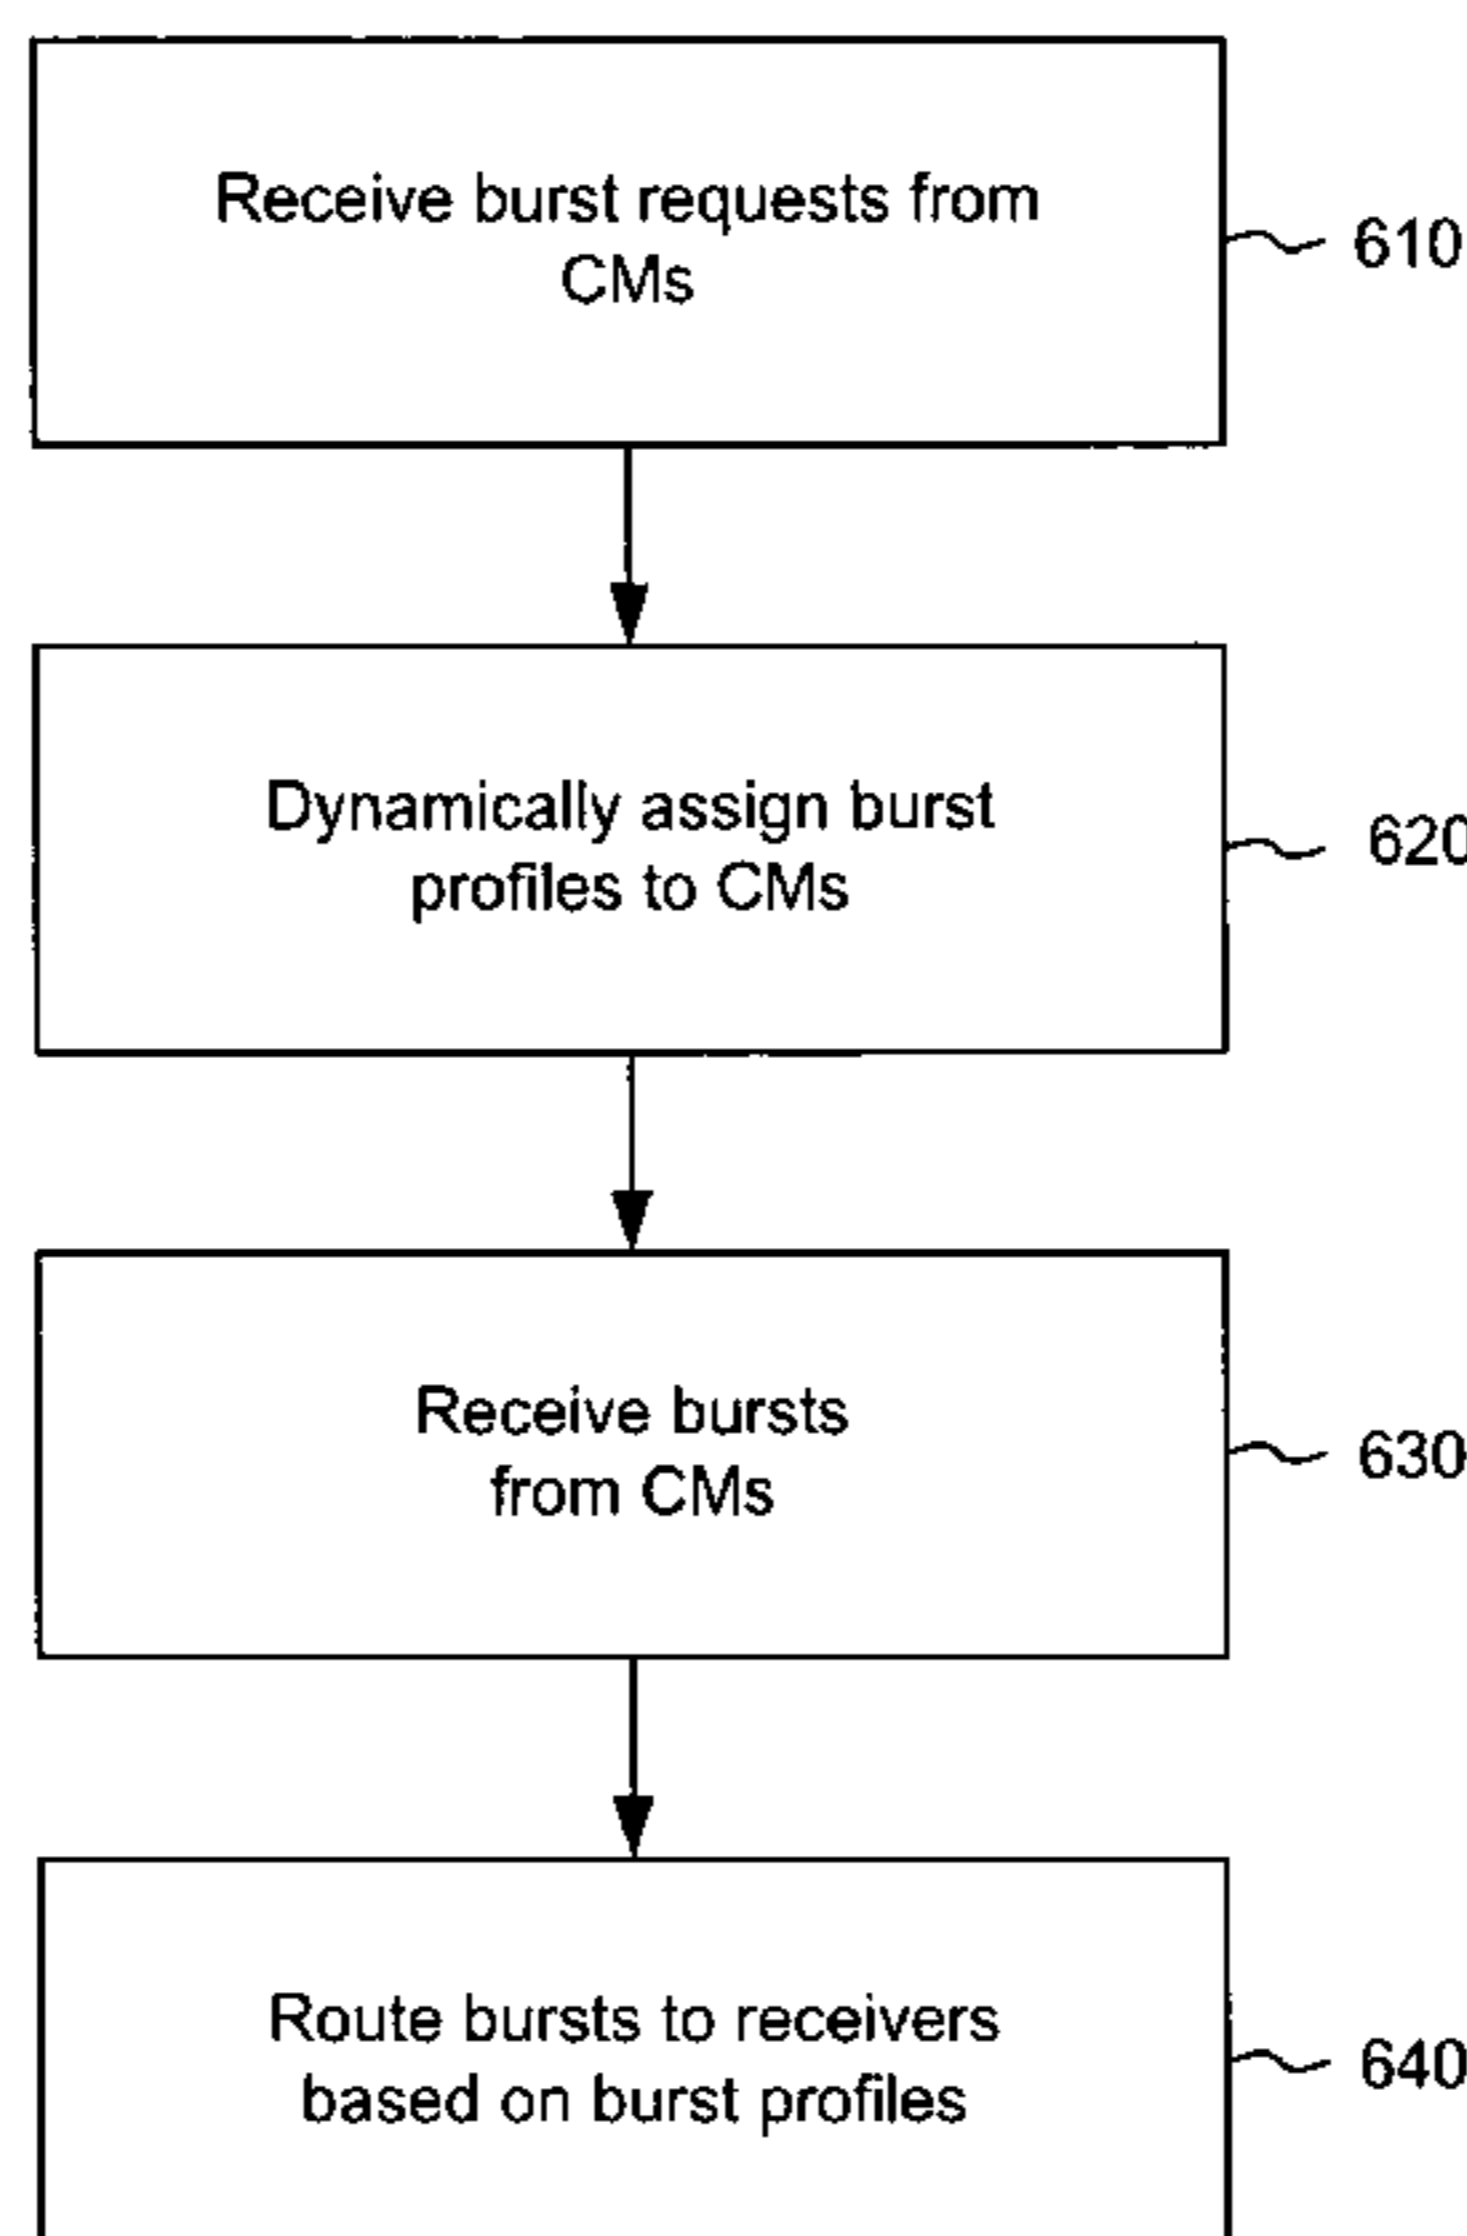 Receive burst requests from
CMs
610
Dynamically assign burst
profiles to CMs
620
Receive bursts
from CMs
630
Route bursts to receivers
based on burst profiles
640